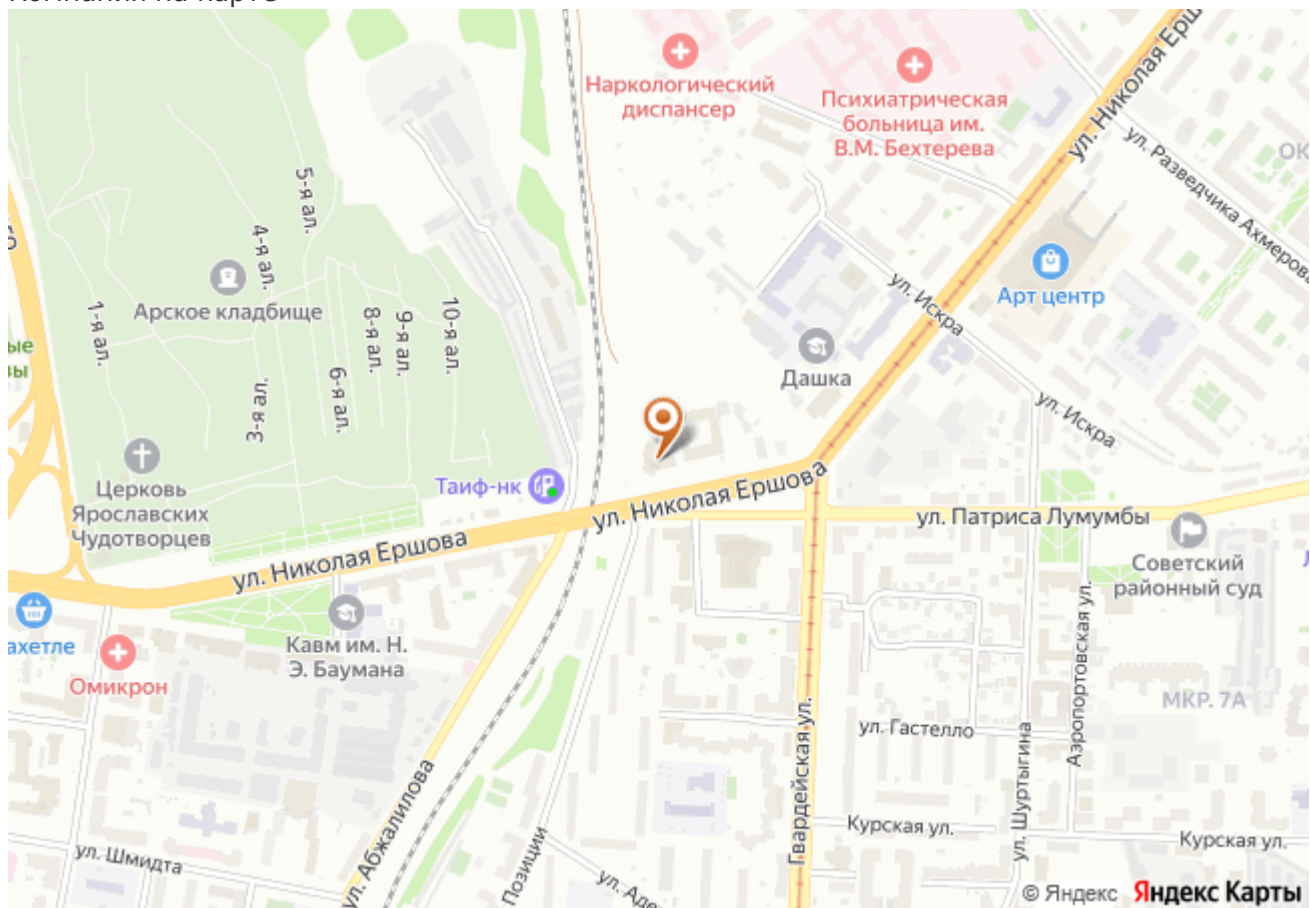 Наркологический
диспансер
Психиатрическая
больница им.
В.М. Бехтерева
ул. Разведчика Ахмерова
5-я ал.
4-я ал.
Арское кладбище
1-я ал.
3-я ал.
6-я ал.
8-я ал.
9-я ал.
10-я ал.
ул. Искра
Арт центр
Дашка
ул. Искра
Церковь
Ярославских
Чудотворцев
Таиф-нк
ул. Николая Ершова
ул. Николая Ершова
ул. Патриса Лумумбы
Советский
районный суд
Кавм им. Н.
Э. Баумана
Омикрон
МКР. 7А
Аэропортовская ул.
ул. Гастелло
Гвардейская ул.
ул. Шуртыгина
Курская ул.
Курская ул.
ул. Шмидта
ул. Абжалилова
Позиции
© Яндекс Яндекс Карты